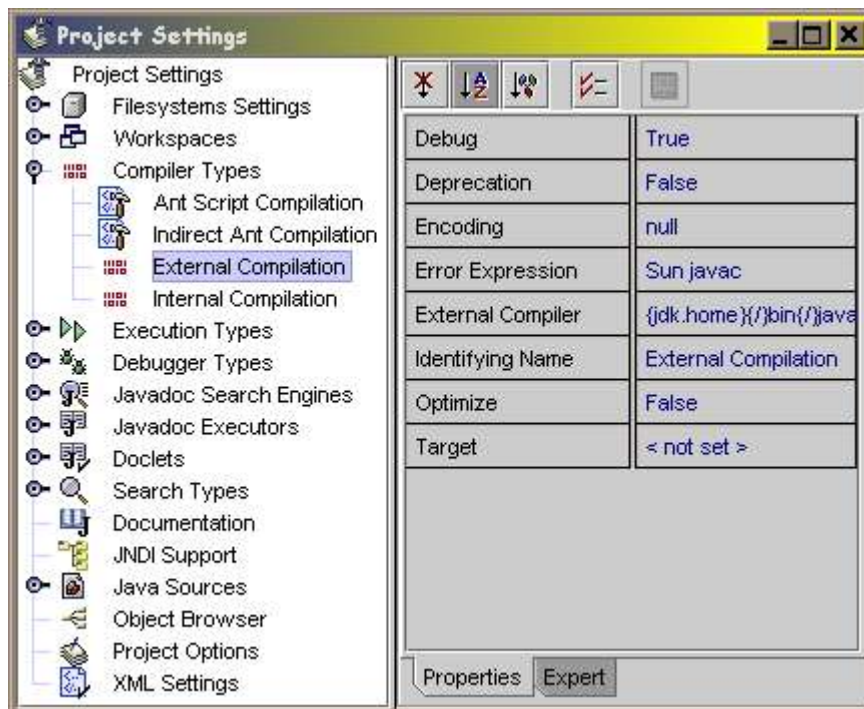 Project Settings
Project Settings
Filesystems Settings
Workspaces
Compiler Types
Ant Script Compilation
Indirect Ant Compilation
External Compilation
Internal Compilation
Execution Types
Debugger Types
Javadoc Search Engines
Javadoc Executors
Doclets
Search Types
Documentation
JNDI Support
Java Sources
Object Browser
Project Options
XML Settings
Debug True
Deprecation False
Encoding null
Error Expression Sun javac
External Compiler {jdk.home}{/}bin{/}java
Identifying Name External Compilation
Optimize False
Target < not set >
Properties Expert